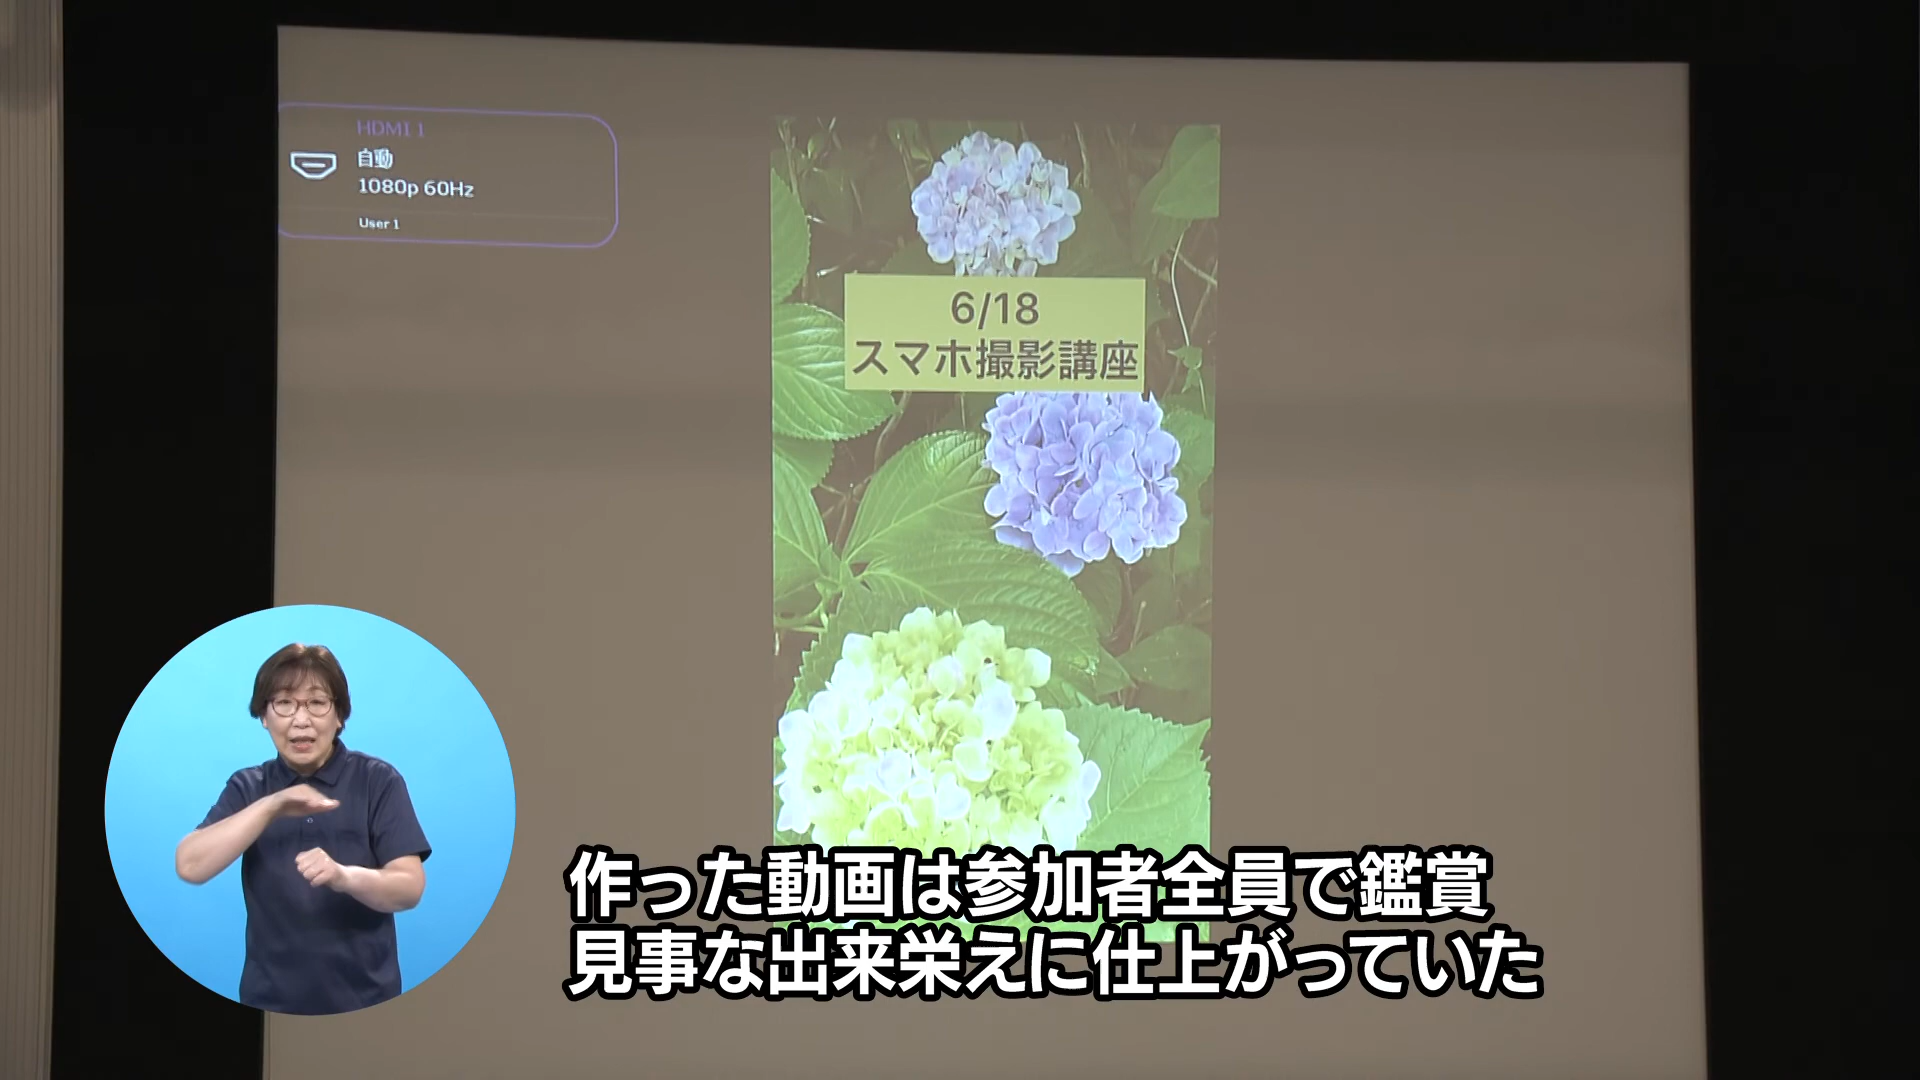 HDMI 1
自動
1080p 60Hz
User 1
6/18
スマホ撮影講座
作った動画は参加者全員で鑑賞
見事な出来栄えに仕上がっていた